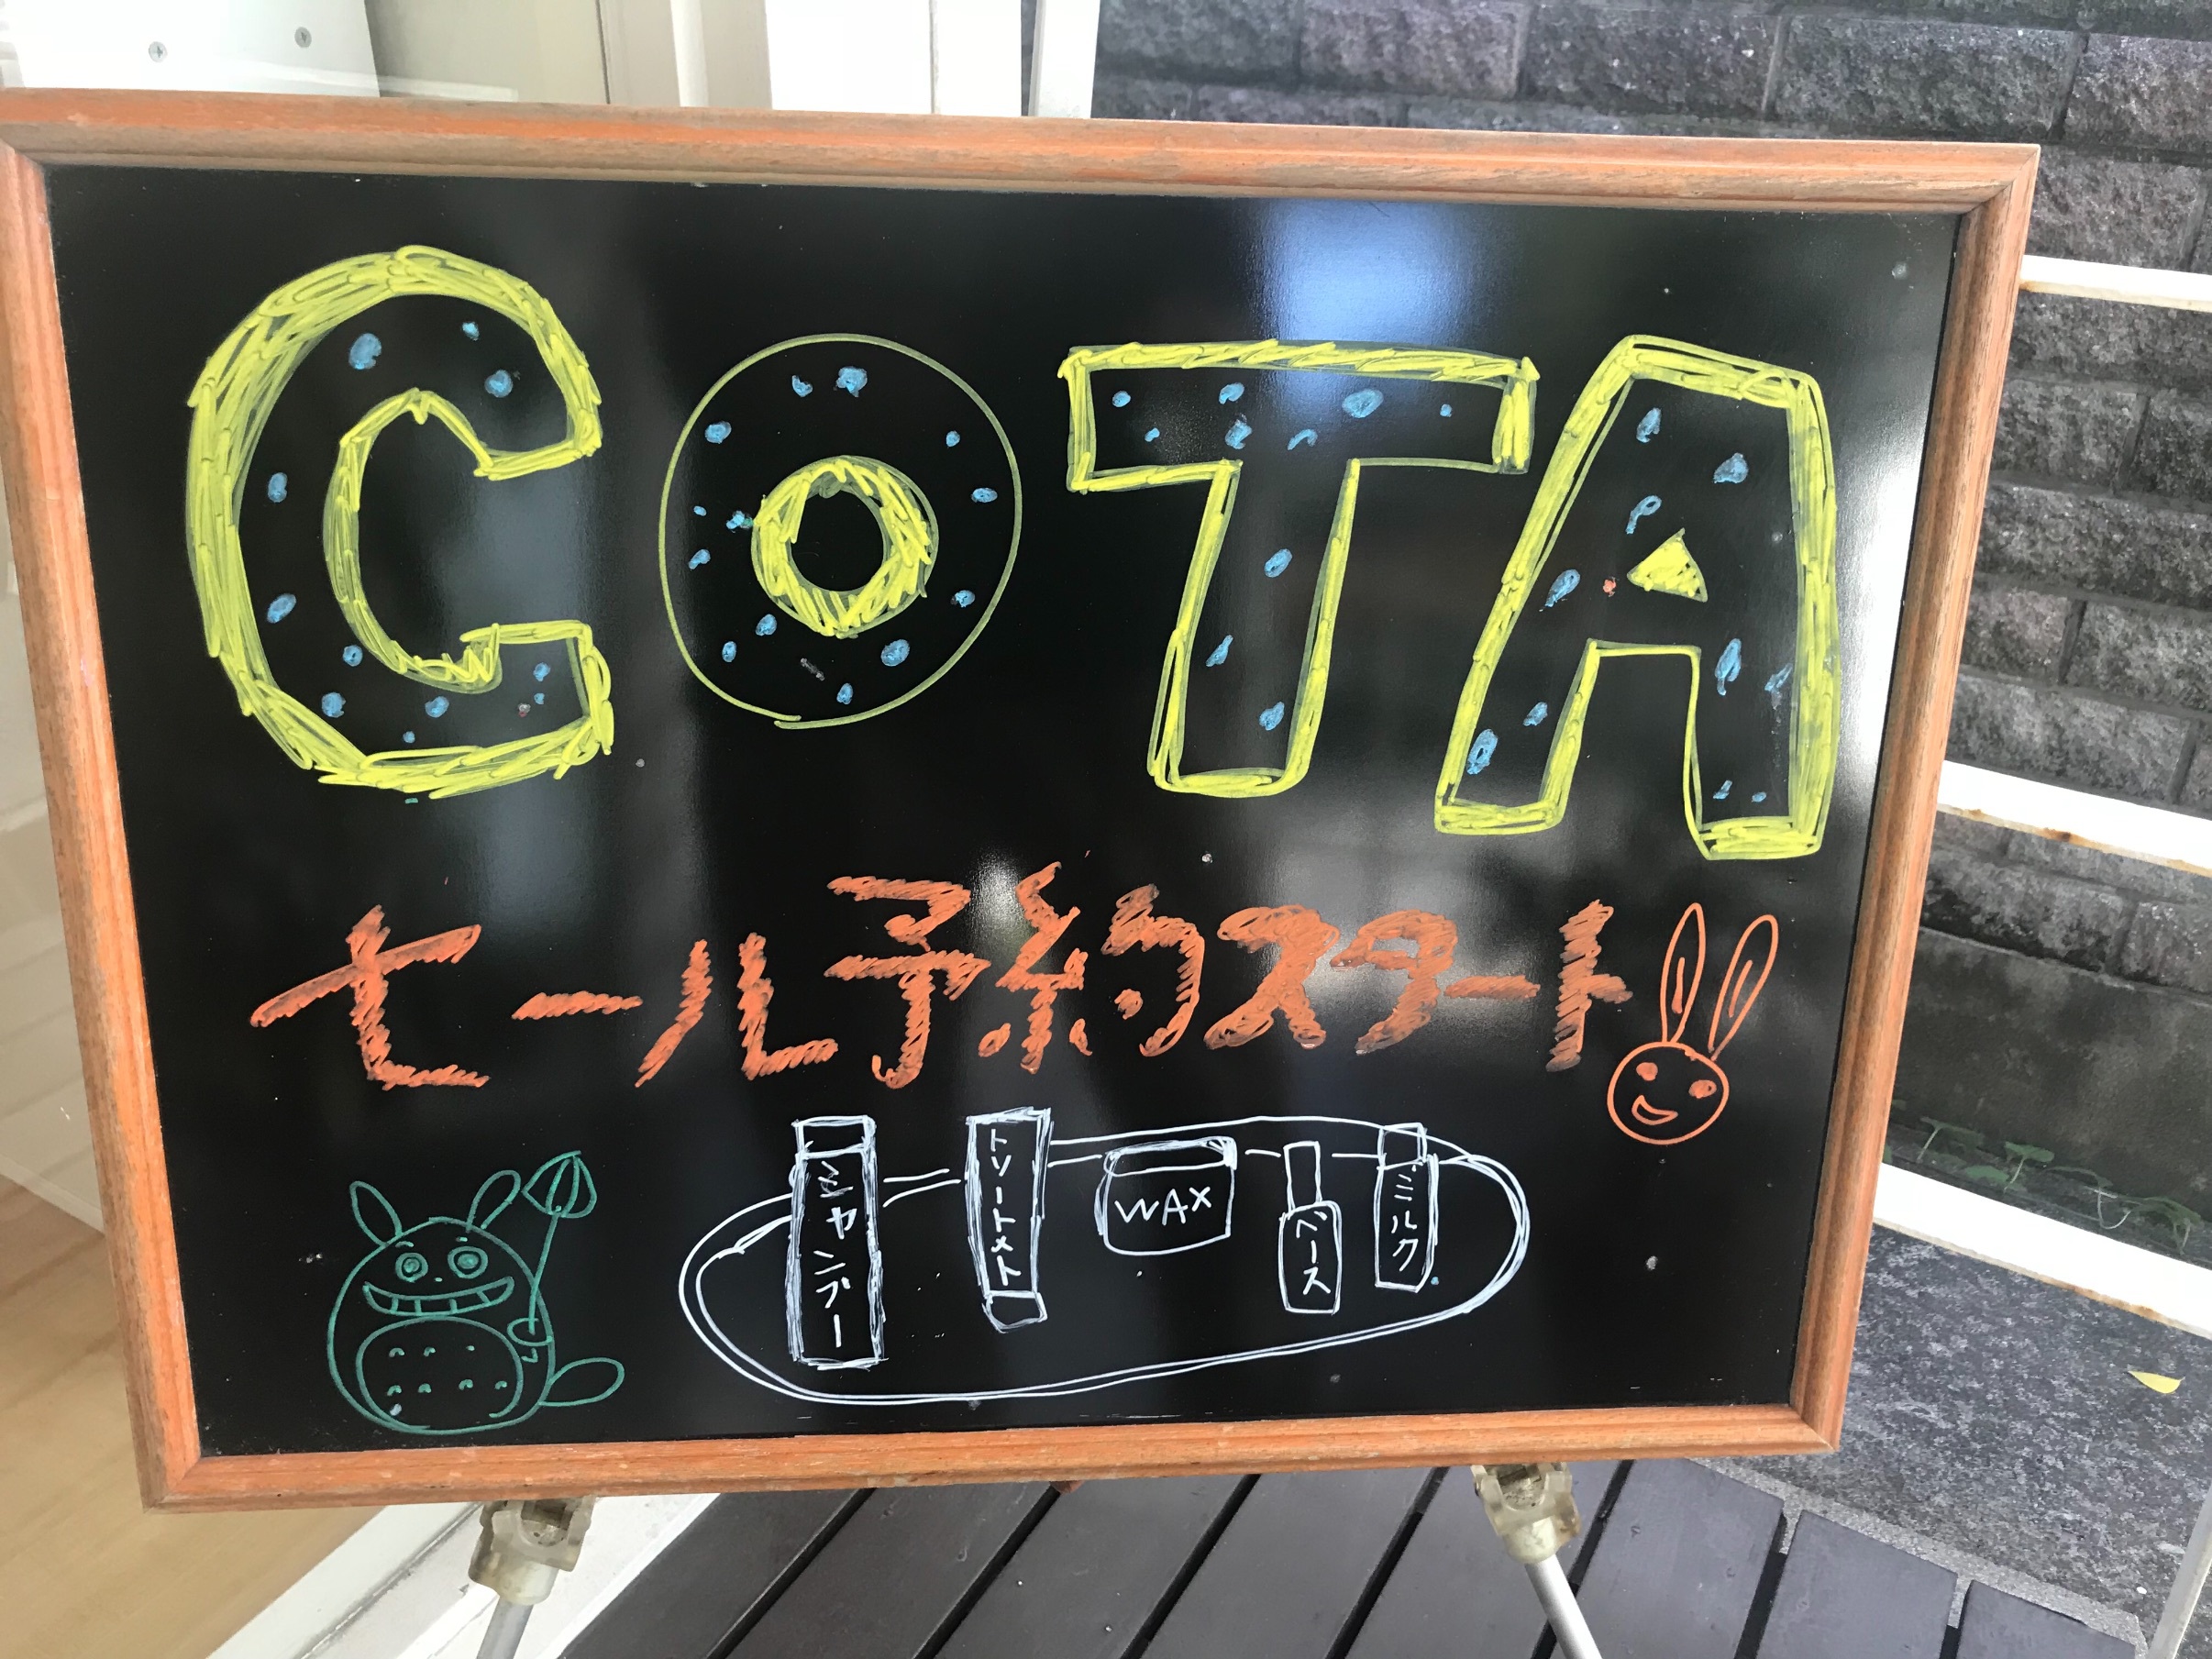 COTA
セール予約スタート
シャンプー
トリートメト
WAX
ベース
ミルク